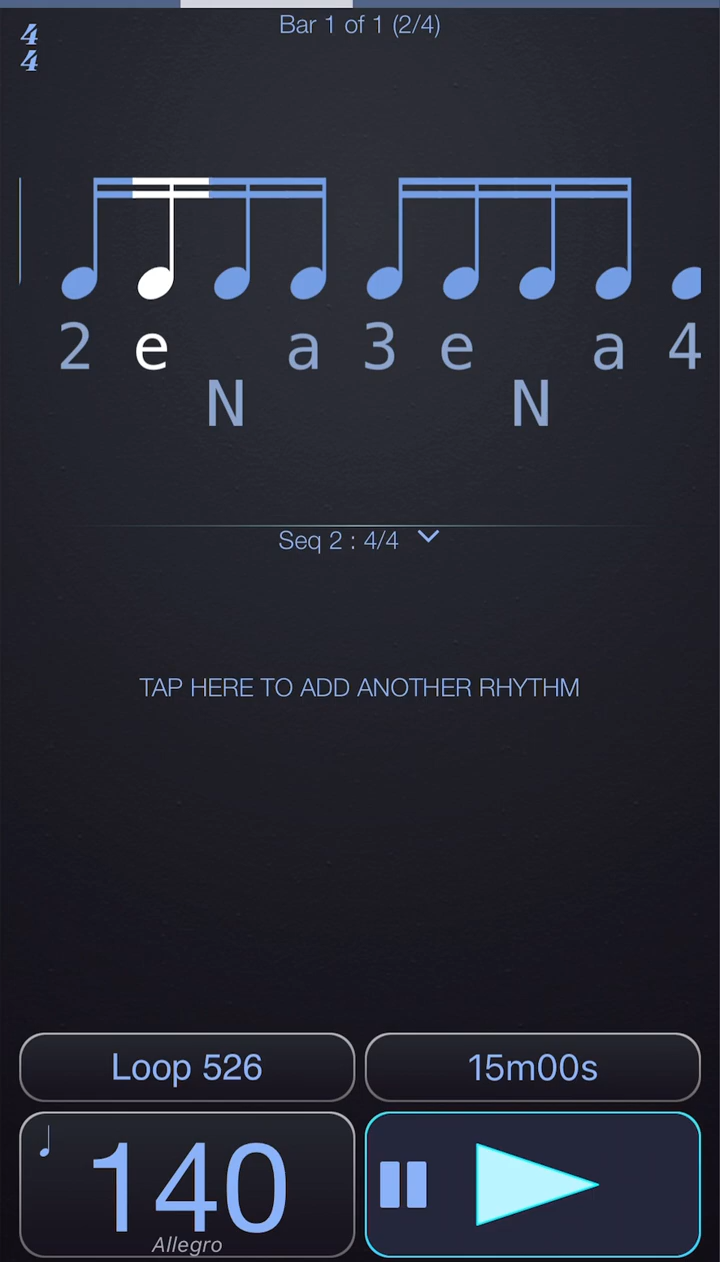 Bar 1 of 1 (2/4)
4
4
2 e a 3 e a 4
N N
Seq 2 : 4/4
TAP HERE TO ADD ANOTHER RHYTHM
Loop 526
15m00s
140
Allegro